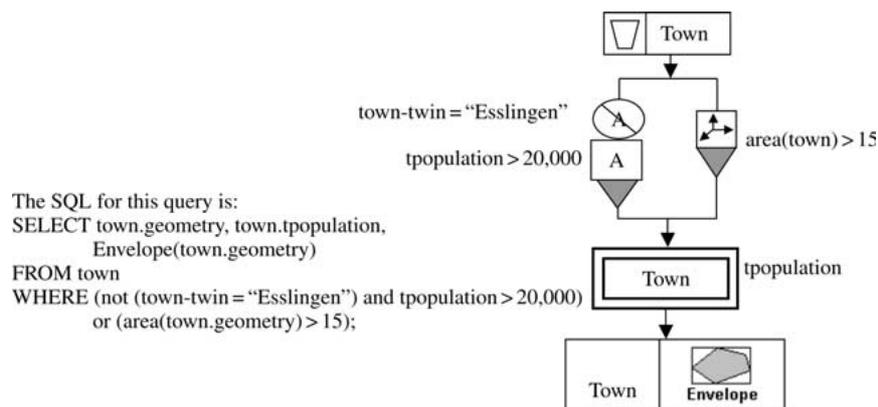 Town
town-twin = “Esslingen”
A
tpopulation > 20,000
A
area(town) > 15
The SQL for this query is:
SELECT town.geometry, town.tpopulation,
Envelope(town.geometry)
FROM town
WHERE (not (town-twin = “Esslingen”) and tpopulation > 20,000)
or (area(town.geometry) > 15);
Town
tpopulation
Town
Envelope